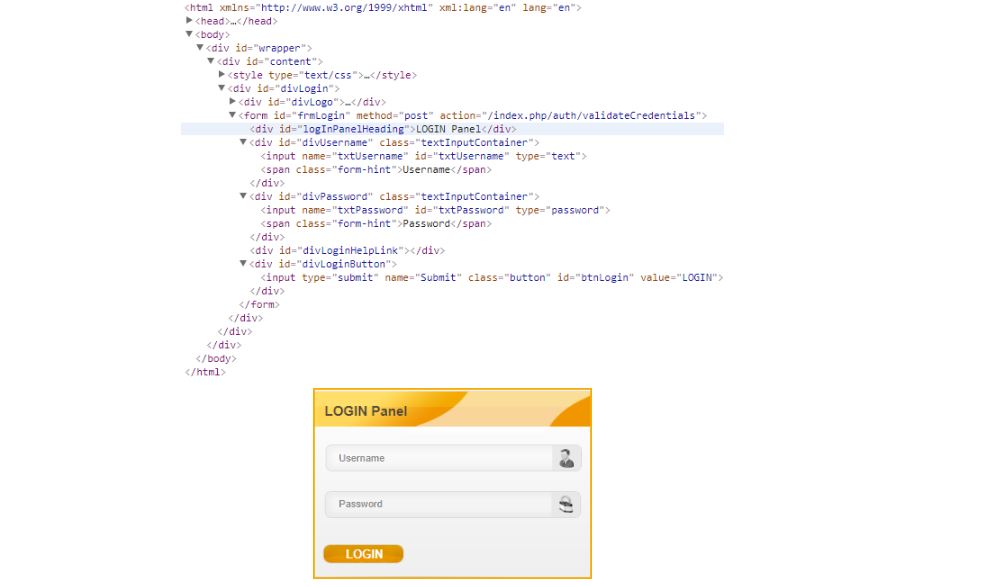 <html xmlns="http://www.w3.org/1999/xhtml" xml:lang="en" lang="en">
▶<head>…</head>
▼<body>
▼<div id="wrapper">
▼<div id="content">
▶<style type="text/css">…</style>
▼<div id="divLogin">
▶<div id="divLogo">…</div>
▼<form id="frmLogin" method="post" action="/index.php/auth/validateCredentials">
<div id="logInPanelHeading">LOGIN Panel</div>
▼<div id="divUsername" class="textInputContainer">
<input name="txtUsername" id="txtUsername" type="text">
<span class="form-hint">Username</span>
</div>
▼<div id="divPassword" class="textInputContainer">
<input name="txtPassword" id="txtPassword" type="password">
<span class="form-hint">Password</span>
</div>
<div id="divLoginHelpLink"></div>
▼<div id="divLoginButton">
<input type="submit" name="Submit" class="button" id="btnLogin" value="LOGIN">
</div>
</form>
</div>
</div>
</div>
</body>
</html>
LOGIN Panel
Username
Password
LOGIN